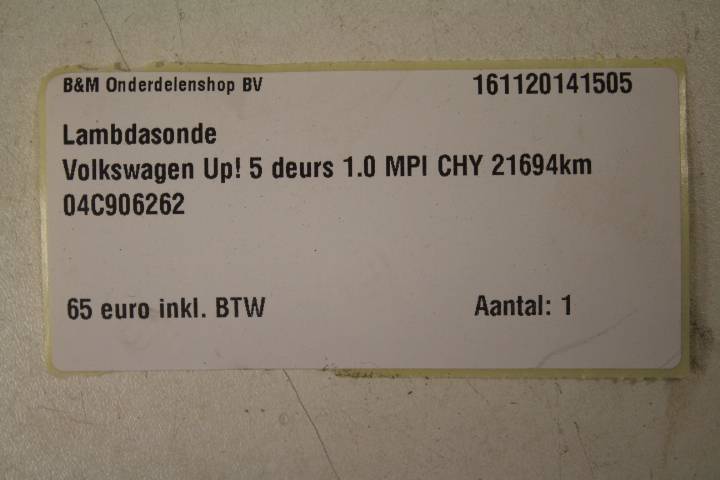 B&M Onderdelenshop BV 161120141505
Lambdasonde
Volkswagen Up! 5 deurs 1.0 MPI CHY 21694km
04C906262
65 euro inkl. BTW Aantal: 1